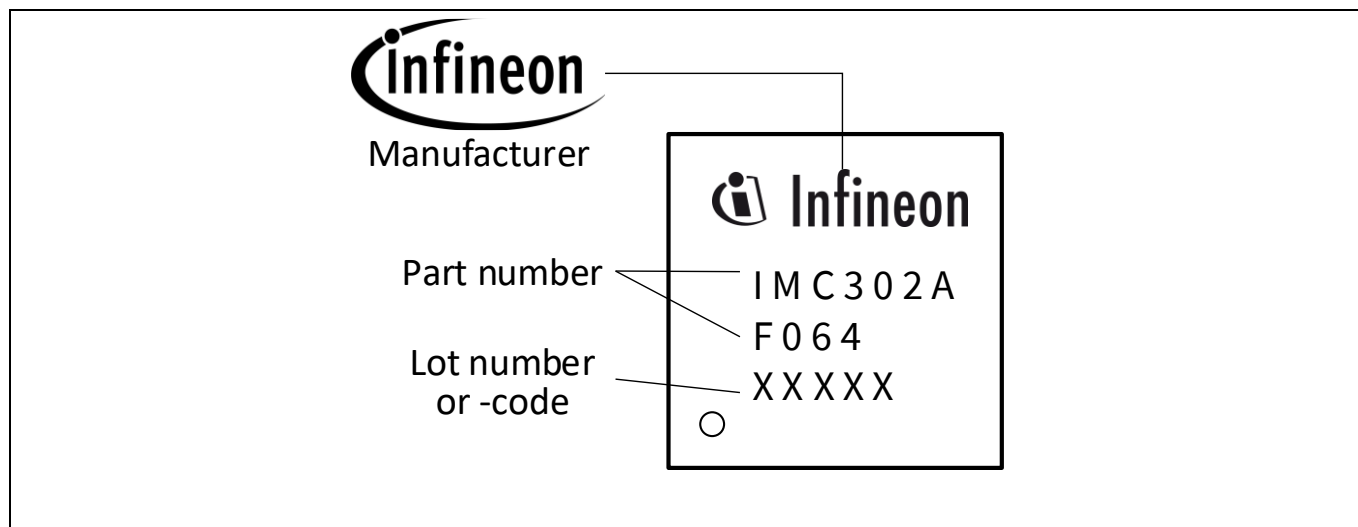 infineon
Manufacturer
Infineon
Part number
IMC302A
F064
Lot number
or -code
XXXXX